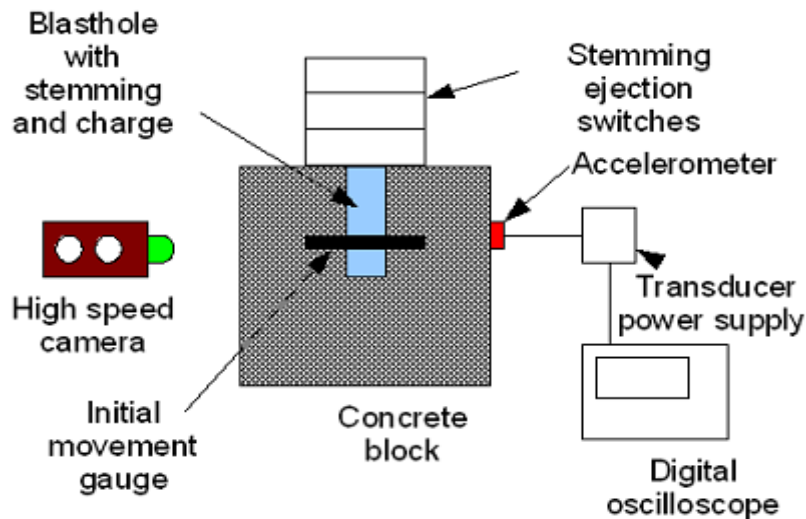 Blasthole
with
stemming
and charge
Stemming
ejection
switches
Accelerometer
High speed
camera
Transducer
power supply
Initial
movement
gauge
Concrete
block
Digital
oscilloscope